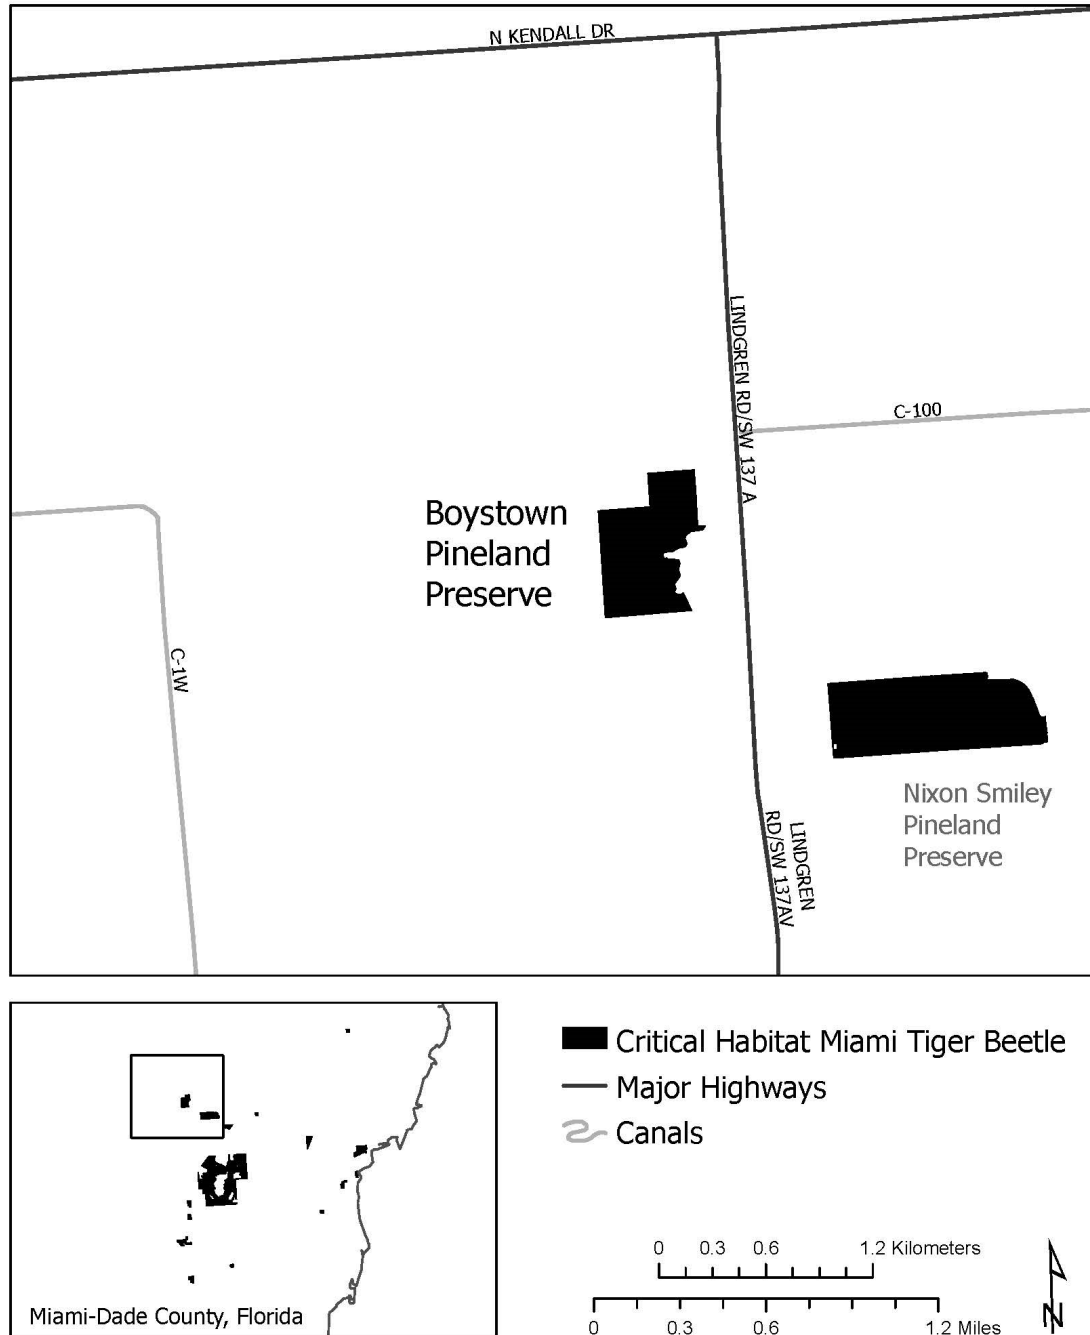 N KENDALL DR
LINDGREN RD/SW 137 A
C-100
Boystown
Pineland
Preserve
C-1W
Nixon Smiley
Pineland
Preserve
LINDGREN
RD/SW 137AV
Critical Habitat Miami Tiger Beetle
Major Highways
Canals
Miami-Dade County, Florida
0 0.3 0.6 1.2 Kilometers
0 0.3 0.6 1.2 Miles
N